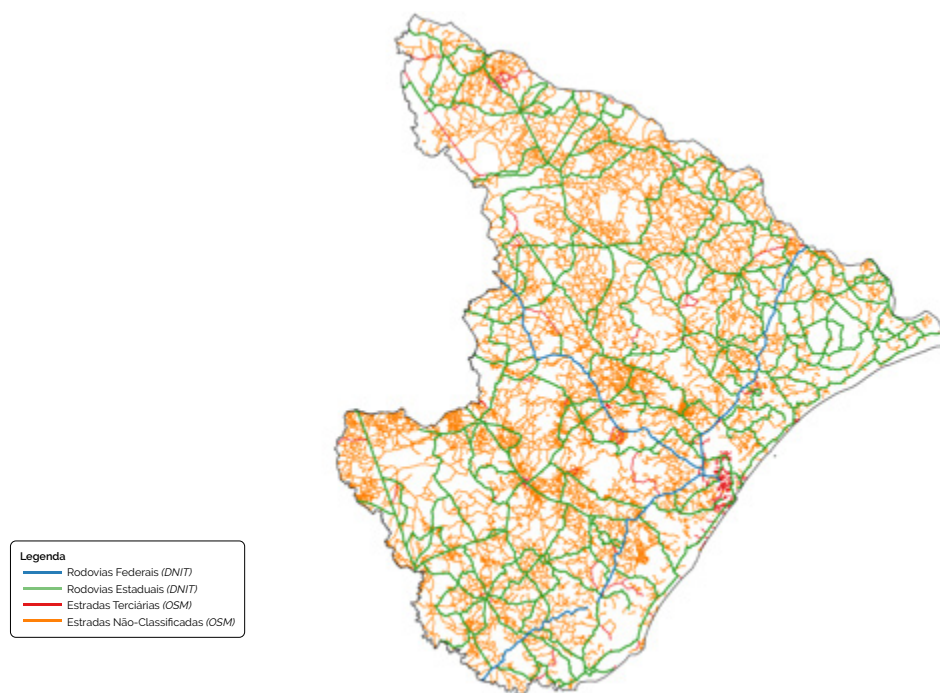 Legenda
Rodovias Federais (DNIT)
Rodovias Estaduais (DNIT)
Estradas Terciárias (OSM)
Estradas Não-Classificadas (OSM)